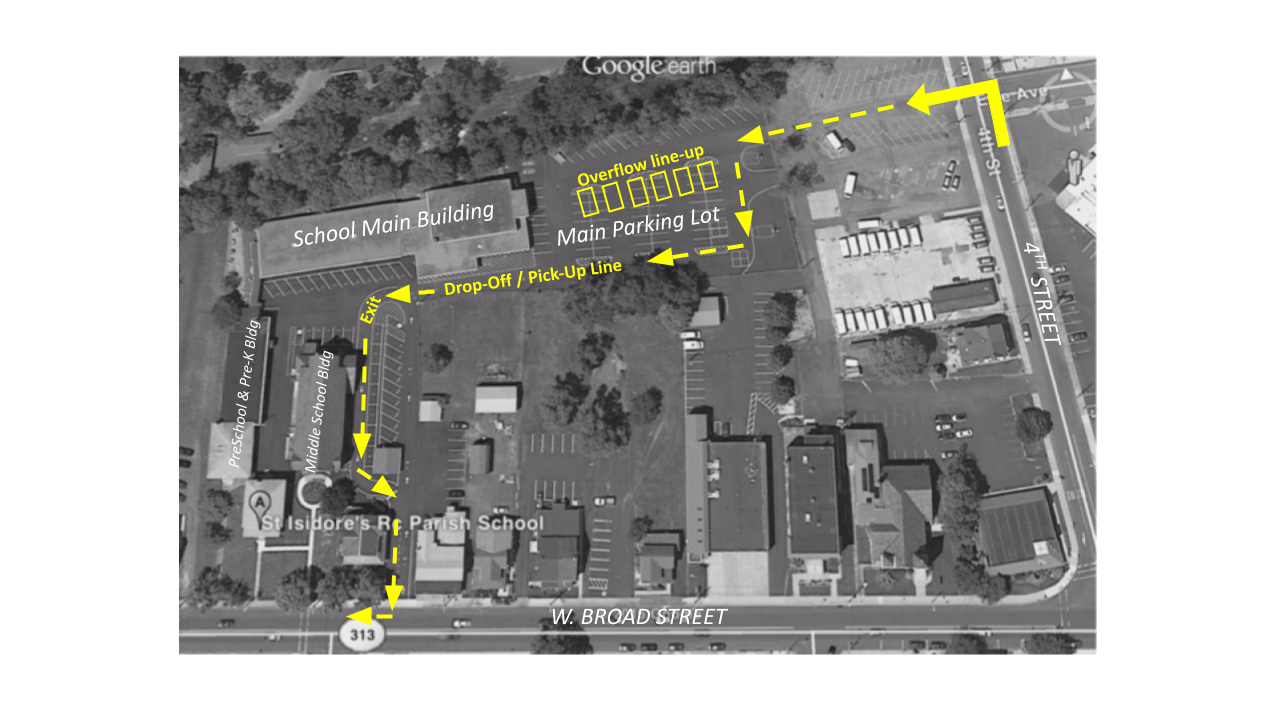 Google earth
Ave
4th St
Overflow line-up
School Main Building
Main Parking Lot
4TH STREET
Drop-Off / Pick-Up Line
Exit
PreSchool & Pre-K Bldg
Middle School Bldg
A
St Isidore's Rc Parish School
W. BROAD STREET
313